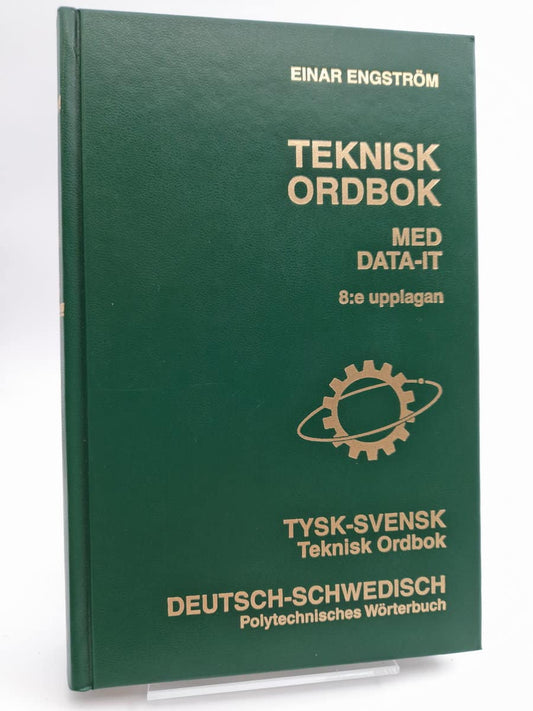 EINAR ENGSTRÖM
TEKNISK
ORDBOK
MED
DATA-IT
8:e upplagan
TYSK-SVENSK
Teknisk Ordbok
DEUTSCH-SCHWEDISCH
Polytechnisches Wörterbuch